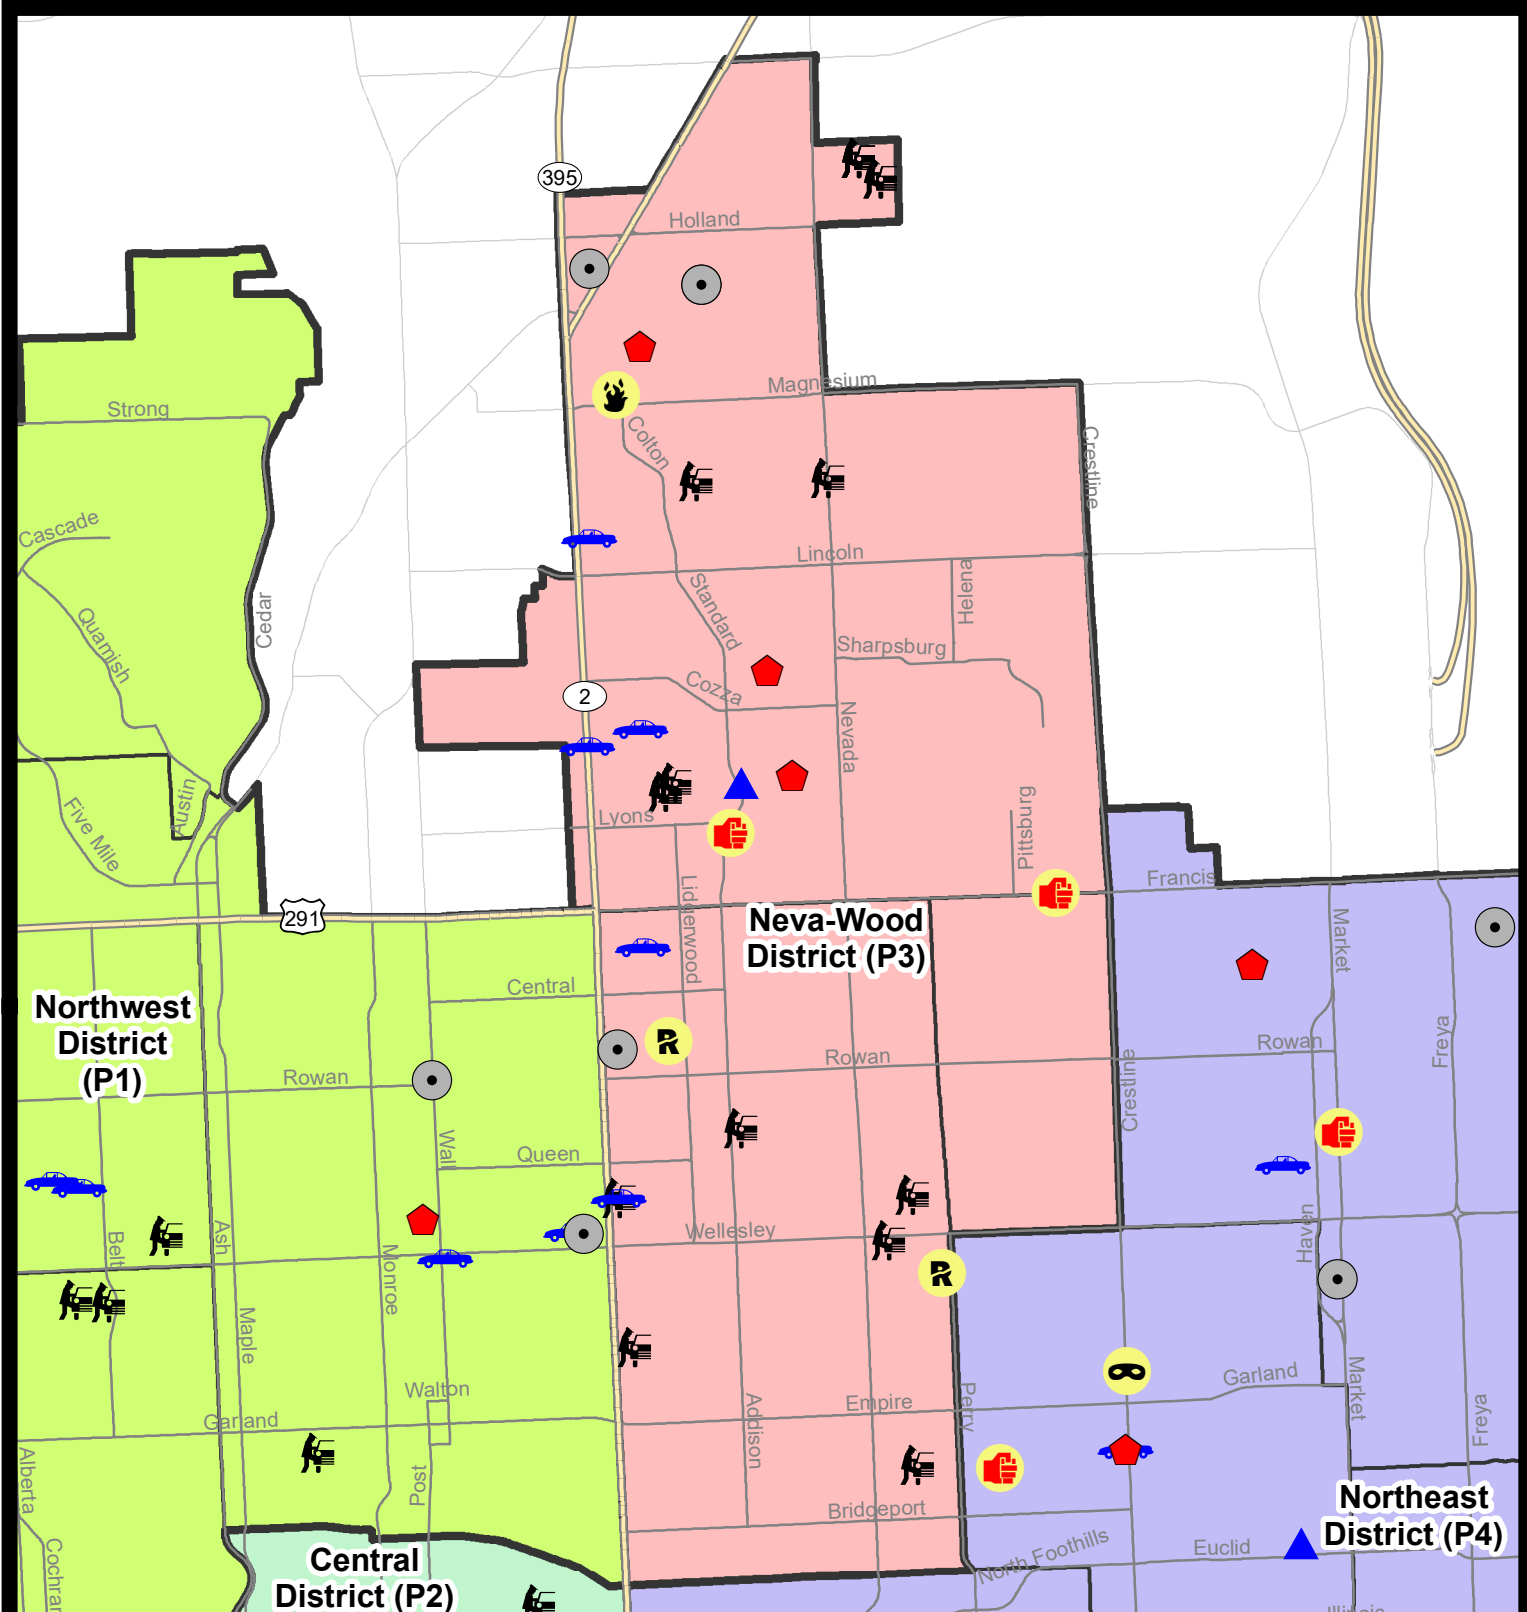 395
Holland
Magnesium
Strong
Colton
Crestline
Cascade
Lincoln
Helena
Cedar
Standard
Quamish
Sharpsburg
Cozza
2
Nevada
Austin
Five Mile
Lyons
Pittsburg
Lidgerwood
Francis
291
Neva-Wood
District (P3)
Market
Central
Northwest
District
(P1)
Freya
Rowan
Rowan
Rowan
Crestline
Wall
Queen
Belt
Ash
Monroe
Wellesley
Haven
Maple
Walton
Garland
Market
Garland
Empire
Perry
Addison
Freya
Alberta
Post
Bridgeport
Northeast
District (P4)
Euclid
North Foothills
Cochran
Central
District (P2)